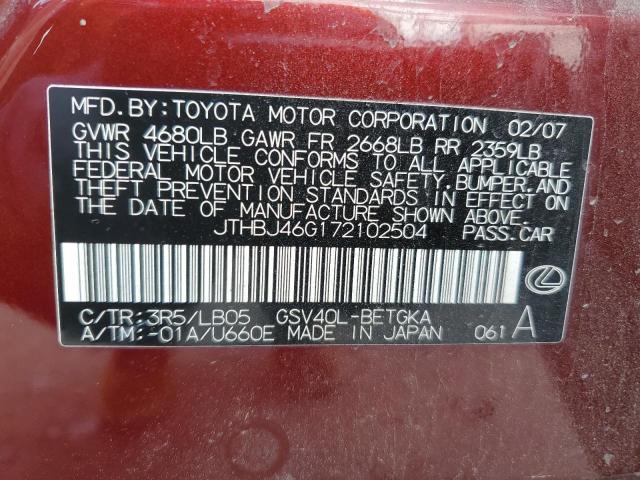 MFD.BY:TOYOTA MOTOR CORPORATION 02/07
GVWR 4680LB GAWR FR 2668LB RR 2359LB
THIS VEHICLE CONFORMS TO ALL APPLICABLE
FEDERAL MOTOR VEHICLE SAFETY,BUMPER,AND
THEFT PREVENTION STANDARDS IN EFFECT ON
THE DATE OF MANUFACTURE SHOWN ABOVE.
JTHBJ46G172102504 PASS.CAR
C/TR:3R5/LB05 GSV40L-BETGKA
A/TM:-01A/U660E MADE IN JAPAN 061 A